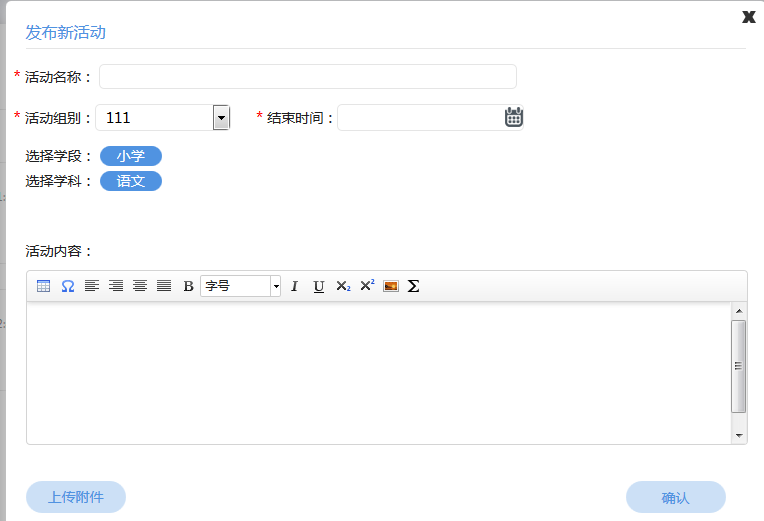 发布新活动
* 活动名称：
* 活动组别： 111 * 结束时间：
选择学段： 小学
选择学科： 语文
活动内容：
Ω B 字号 I U X₂ X² Σ
上传附件 确认